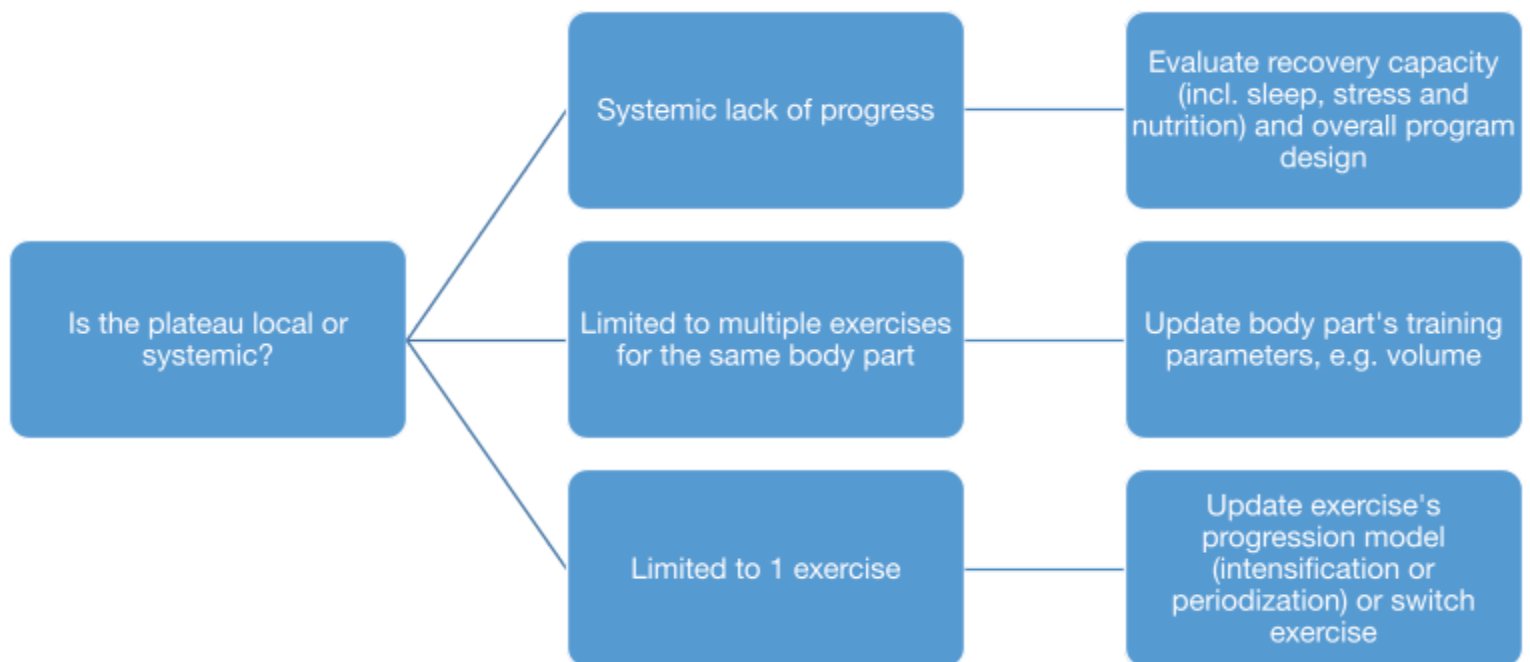 Is the plateau local or
systemic?
Systemic lack of progress
Evaluate recovery capacity
(incl. sleep, stress and
nutrition) and overall program
design
Limited to multiple exercises
for the same body part
Update body part's training
parameters, e.g. volume
Limited to 1 exercise
Update exercise's
progression model
(intensification or
periodization) or switch
exercise